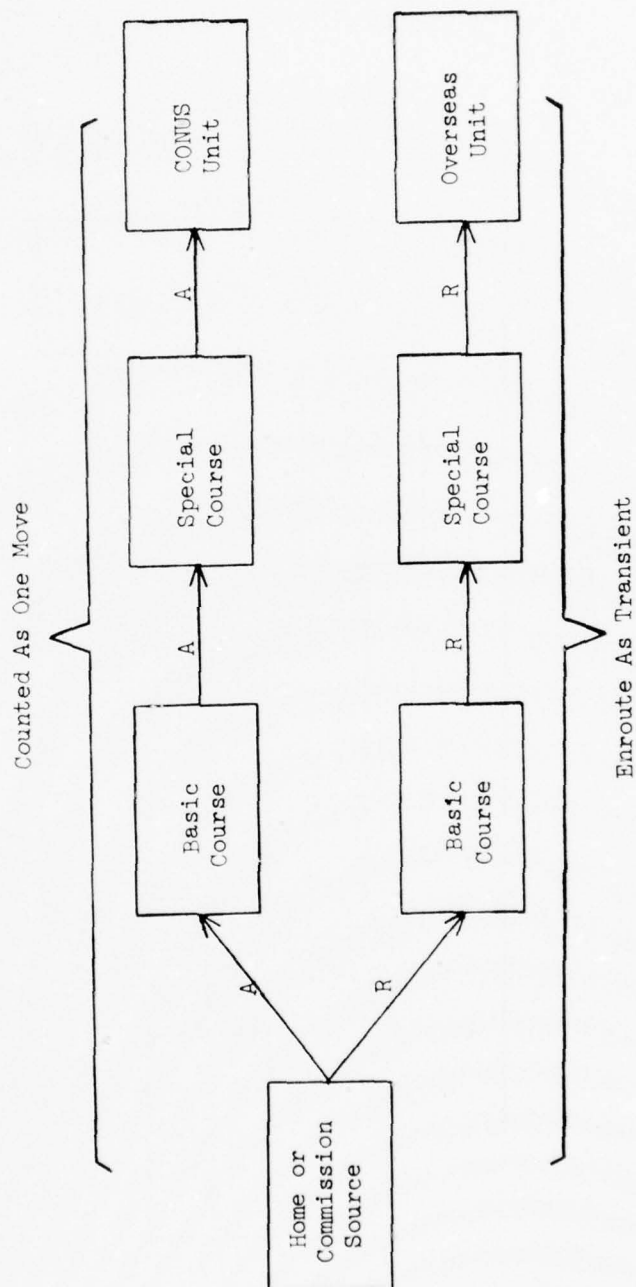 Counted As One Move
Home or
Commission
Source
A
Basic
Course
A
Special
Course
A
CONUS
Unit
R
Basic
Course
R
Special
Course
R
Overseas
Unit
Enroute As Transient